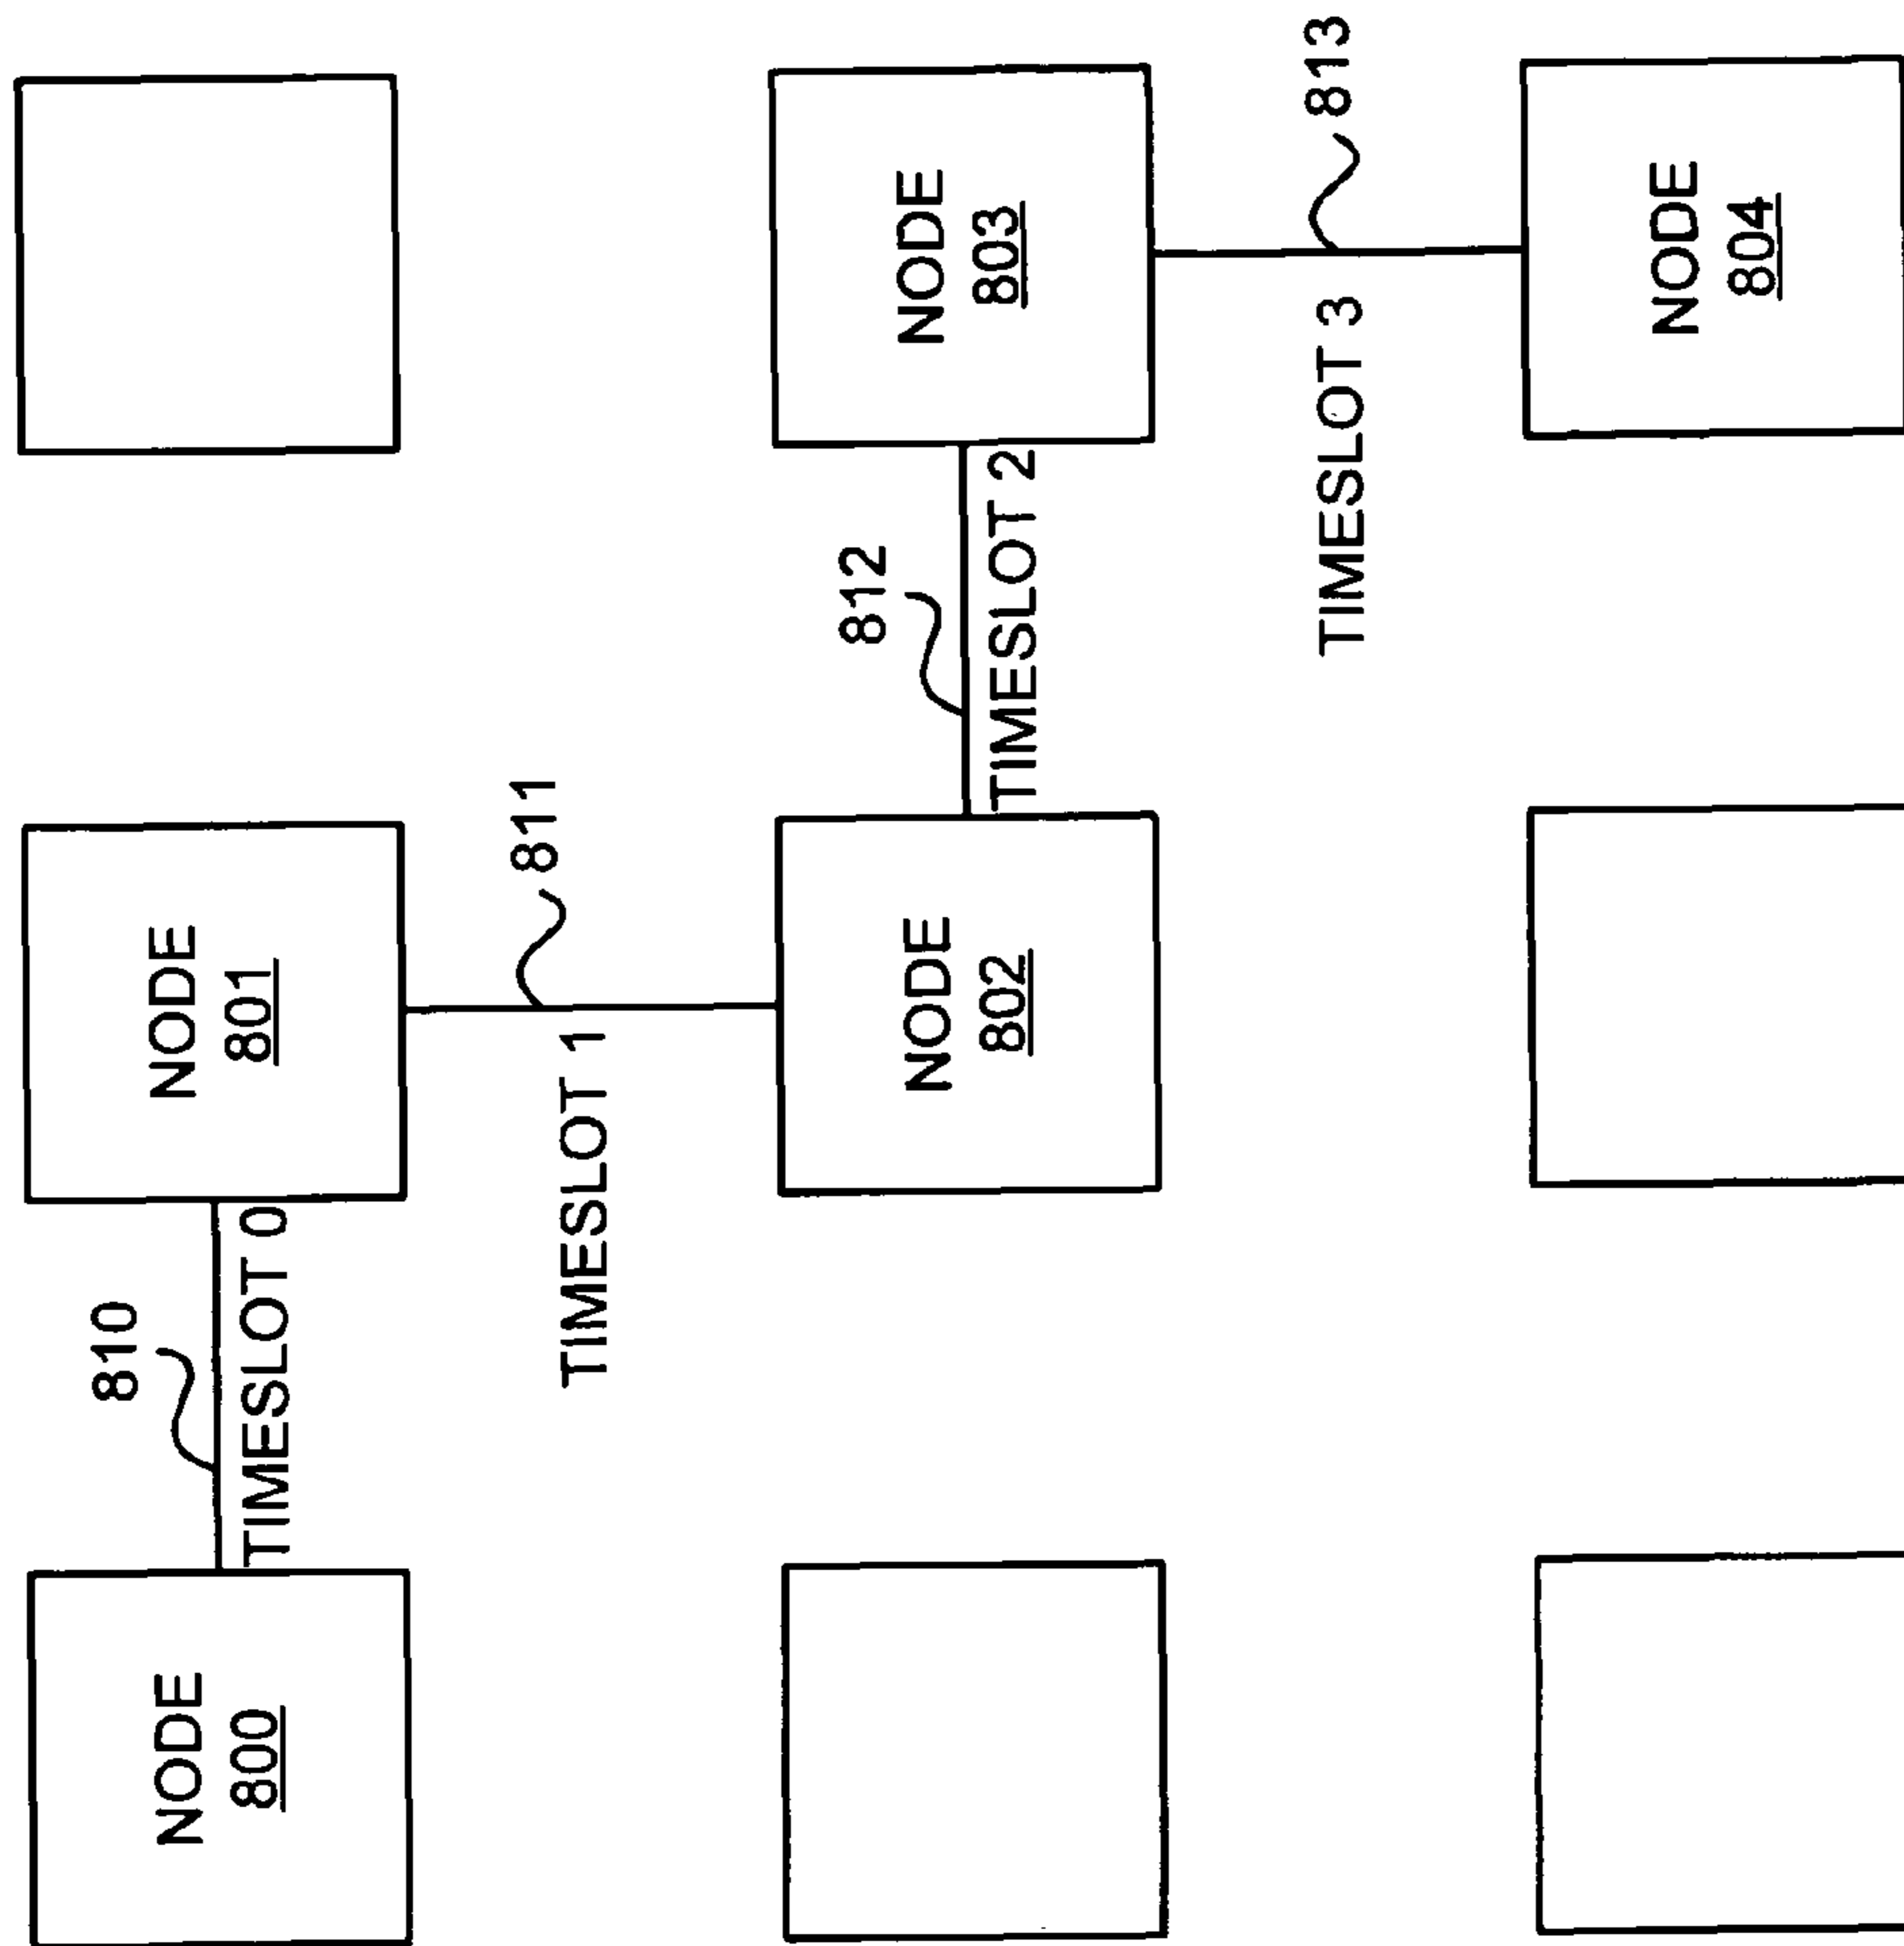 810
TIMESLOT 0
NODE
800
NODE
801
811
TIMESLOT 1
NODE
802
812
TIMESLOT 2
NODE
803
813
TIMESLOT 3
NODE
804